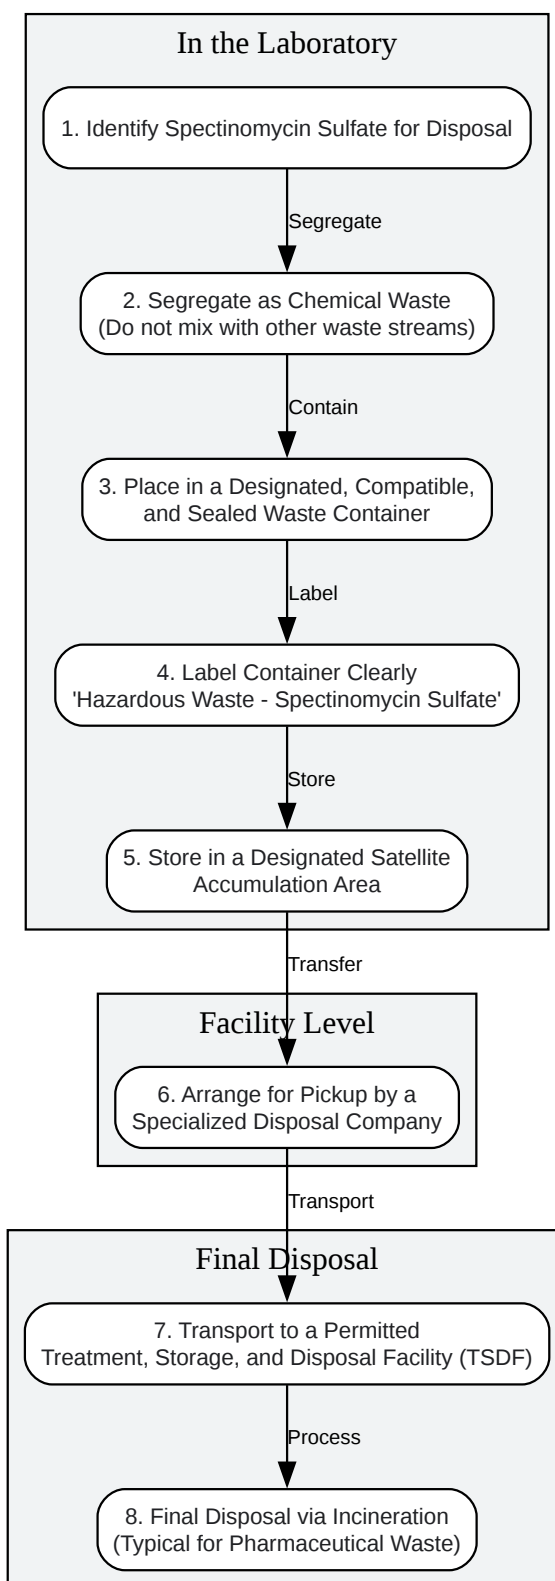 In the Laboratory
1. Identify Spectinomycin Sulfate for Disposal
Segregate
2. Segregate as Chemical Waste
(Do not mix with other waste streams)
Contain
3. Place in a Designated, Compatible,
and Sealed Waste Container
Label
4. Label Container Clearly
'Hazardous Waste - Spectinomycin Sulfate'
Store
5. Store in a Designated Satellite
Accumulation Area
Transfer
Facility Level
6. Arrange for Pickup by a
Specialized Disposal Company
Transport
Final Disposal
7. Transport to a Permitted
Treatment, Storage, and Disposal Facility (TSDF)
Process
8. Final Disposal via Incineration
(Typical for Pharmaceutical Waste)